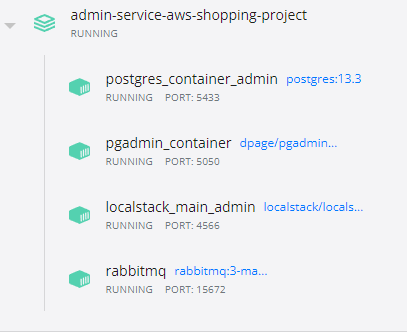 admin-service-aws-shopping-project
RUNNING
postgres_container_admin postgres:13.3
RUNNING PORT: 5433
pgadmin_container dpage/pgadmin...
RUNNING PORT: 5050
localstack_main_admin localstack/locals...
RUNNING PORT: 4566
rabbitmq rabbitmq:3-ma...
RUNNING PORT: 15672